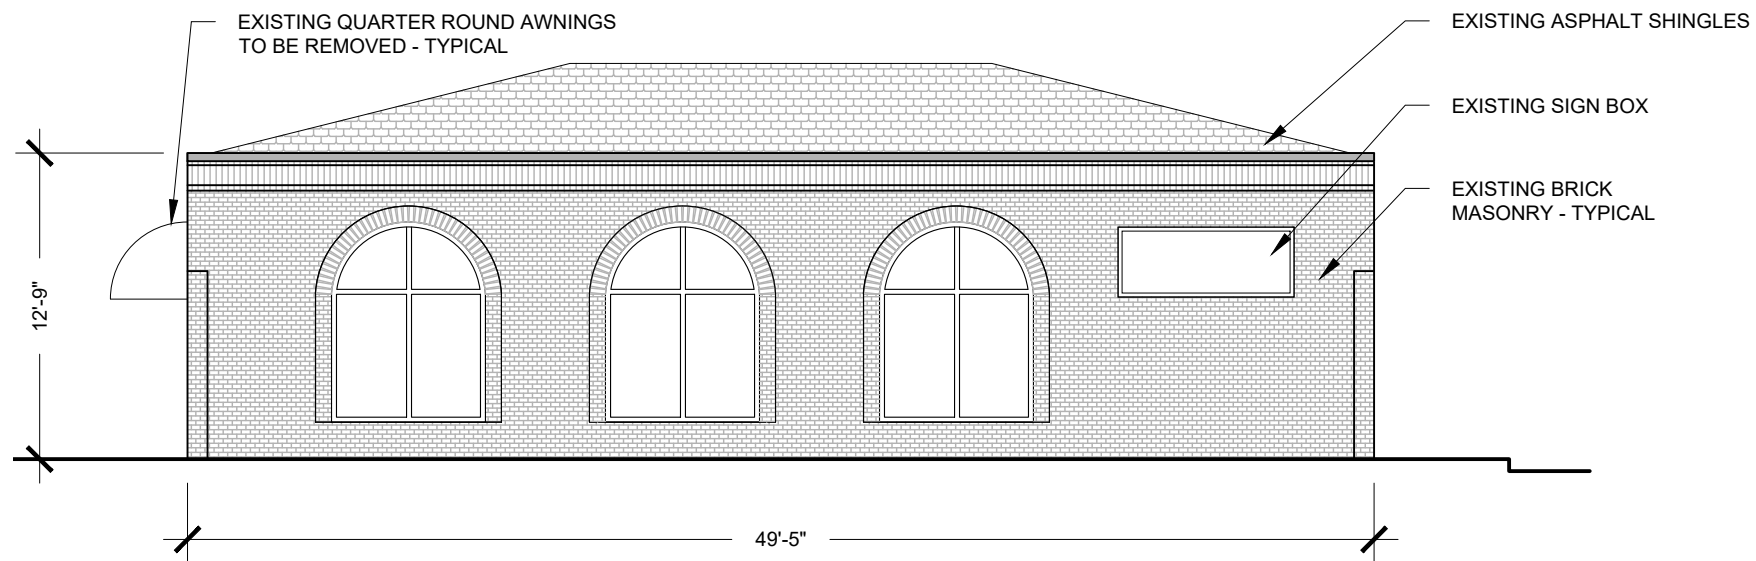 EXISTING QUARTER ROUND AWNINGS
TO BE REMOVED - TYPICAL
EXISTING ASPHALT SHINGLES
EXISTING SIGN BOX
EXISTING BRICK
MASONRY - TYPICAL
12'-9"
49'-5"